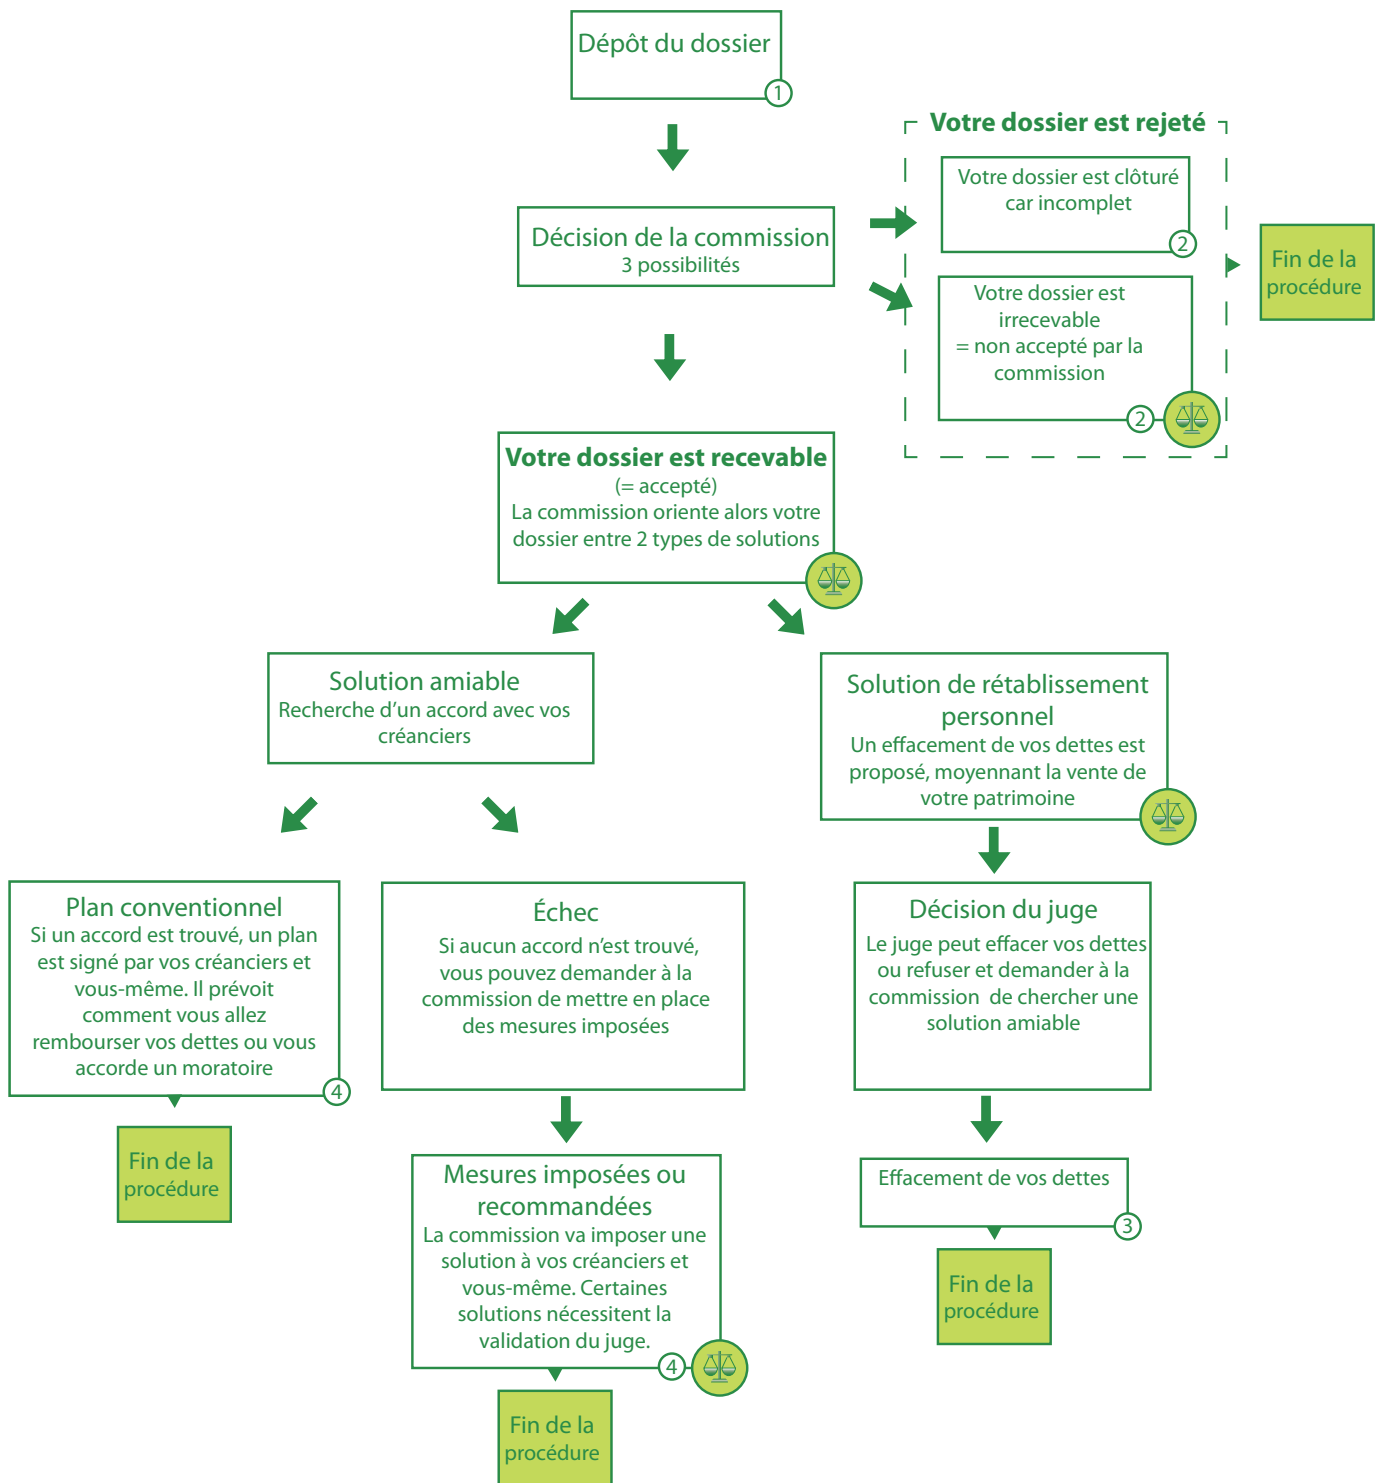 Dépôt du dossier
1
Votre dossier est rejeté
Votre dossier est clôturé
car incomplet
2
Décision de la commission
3 possibilités
Votre dossier est
irrecevable
= non accepté par la
commission
2
Fin de la
procédure
Votre dossier est recevable
(= accepté)
La commission oriente alors votre
dossier entre 2 types de solutions
Solution amiable
Recherche d’un accord avec vos
créanciers
Solution de rétablissement
personnel
Un effacement de vos dettes est
proposé, moyennant la vente de
votre patrimoine
Plan conventionnel
Si un accord est trouvé, un plan
est signé par vos créanciers et
vous-même. Il prévoit
comment vous allez
rembourser vos dettes ou vous
accorde un moratoire
4
Fin de la
procédure
Échec
Si aucun accord n’est trouvé,
vous pouvez demander à la
commission de mettre en place
des mesures imposées
Décision du juge
Le juge peut effacer vos dettes
ou refuser et demander à la
commission  de chercher une
solution amiable
Mesures imposées ou
recommandées
La commission va imposer une
solution à vos créanciers et
vous-même. Certaines
solutions nécessitent la
validation du juge.
4
Fin de la
procédure
Effacement de vos dettes
3
Fin de la
procédure